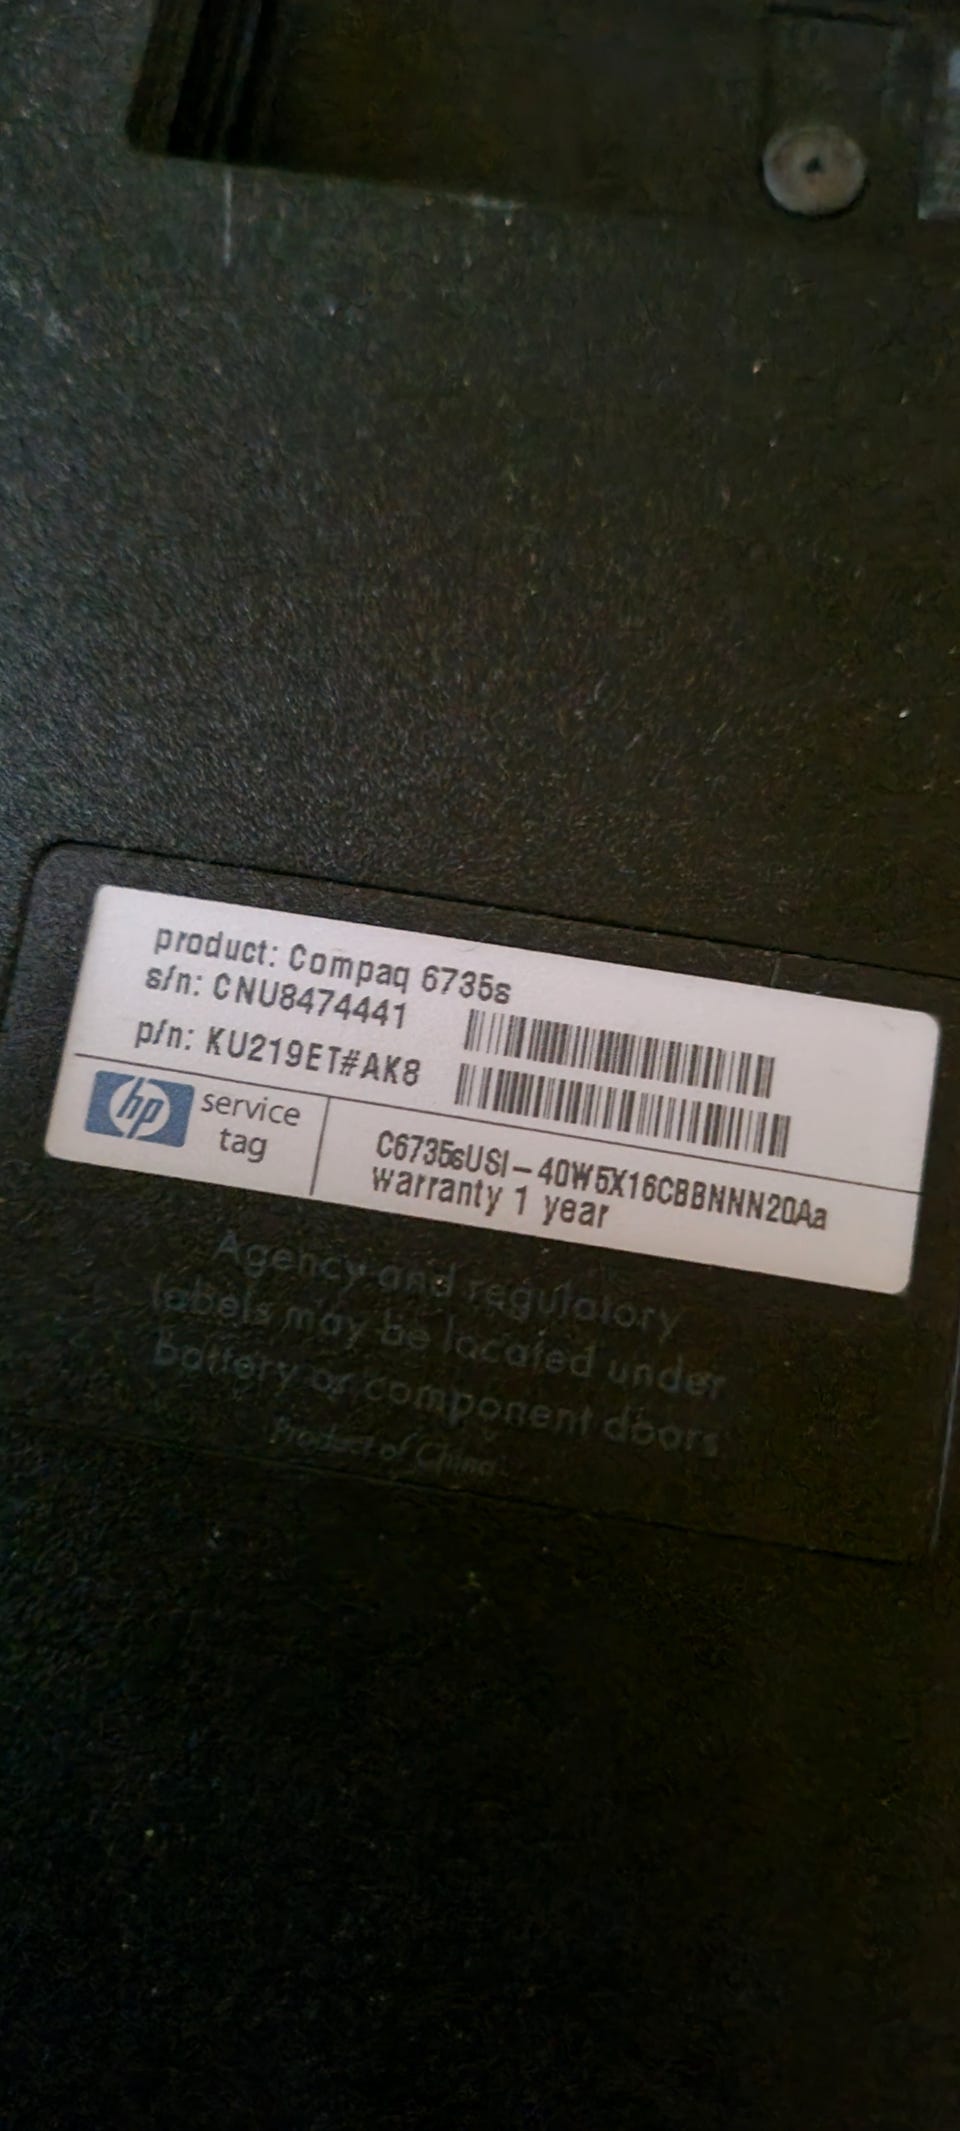 product: Compaq 6735s
s/n: CNU8474441
p/n: KU219ET#AK8
hp
service
tag
C6735sUSI-40W5X16CBBNNN20Aa
warranty 1 year
Agency and regulatory
labels may be located under
battery or component doors
Product of China